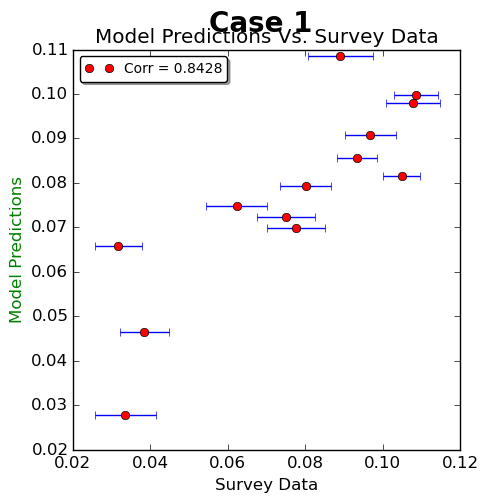 Case 1
Model Predictions Vs. Survey Data
Corr = 0.8428
0.11
0.10
0.09
0.08
0.07
0.06
0.05
0.04
0.03
0.02
Model Predictions
0.02 0.04 0.06 0.08 0.10 0.12
Survey Data